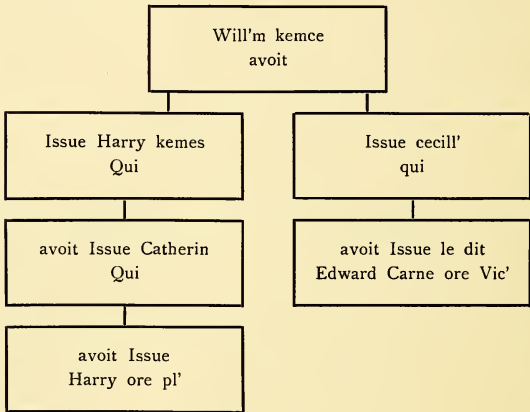 Will'm kemce
avoit
Issue Harry kemes
Qui
Issue cecill'
qui
avoit Issue Catherin
Qui
avoit Issue le dit
Edward Carne ore Vic'
avoit Issue
Harry ore pl'